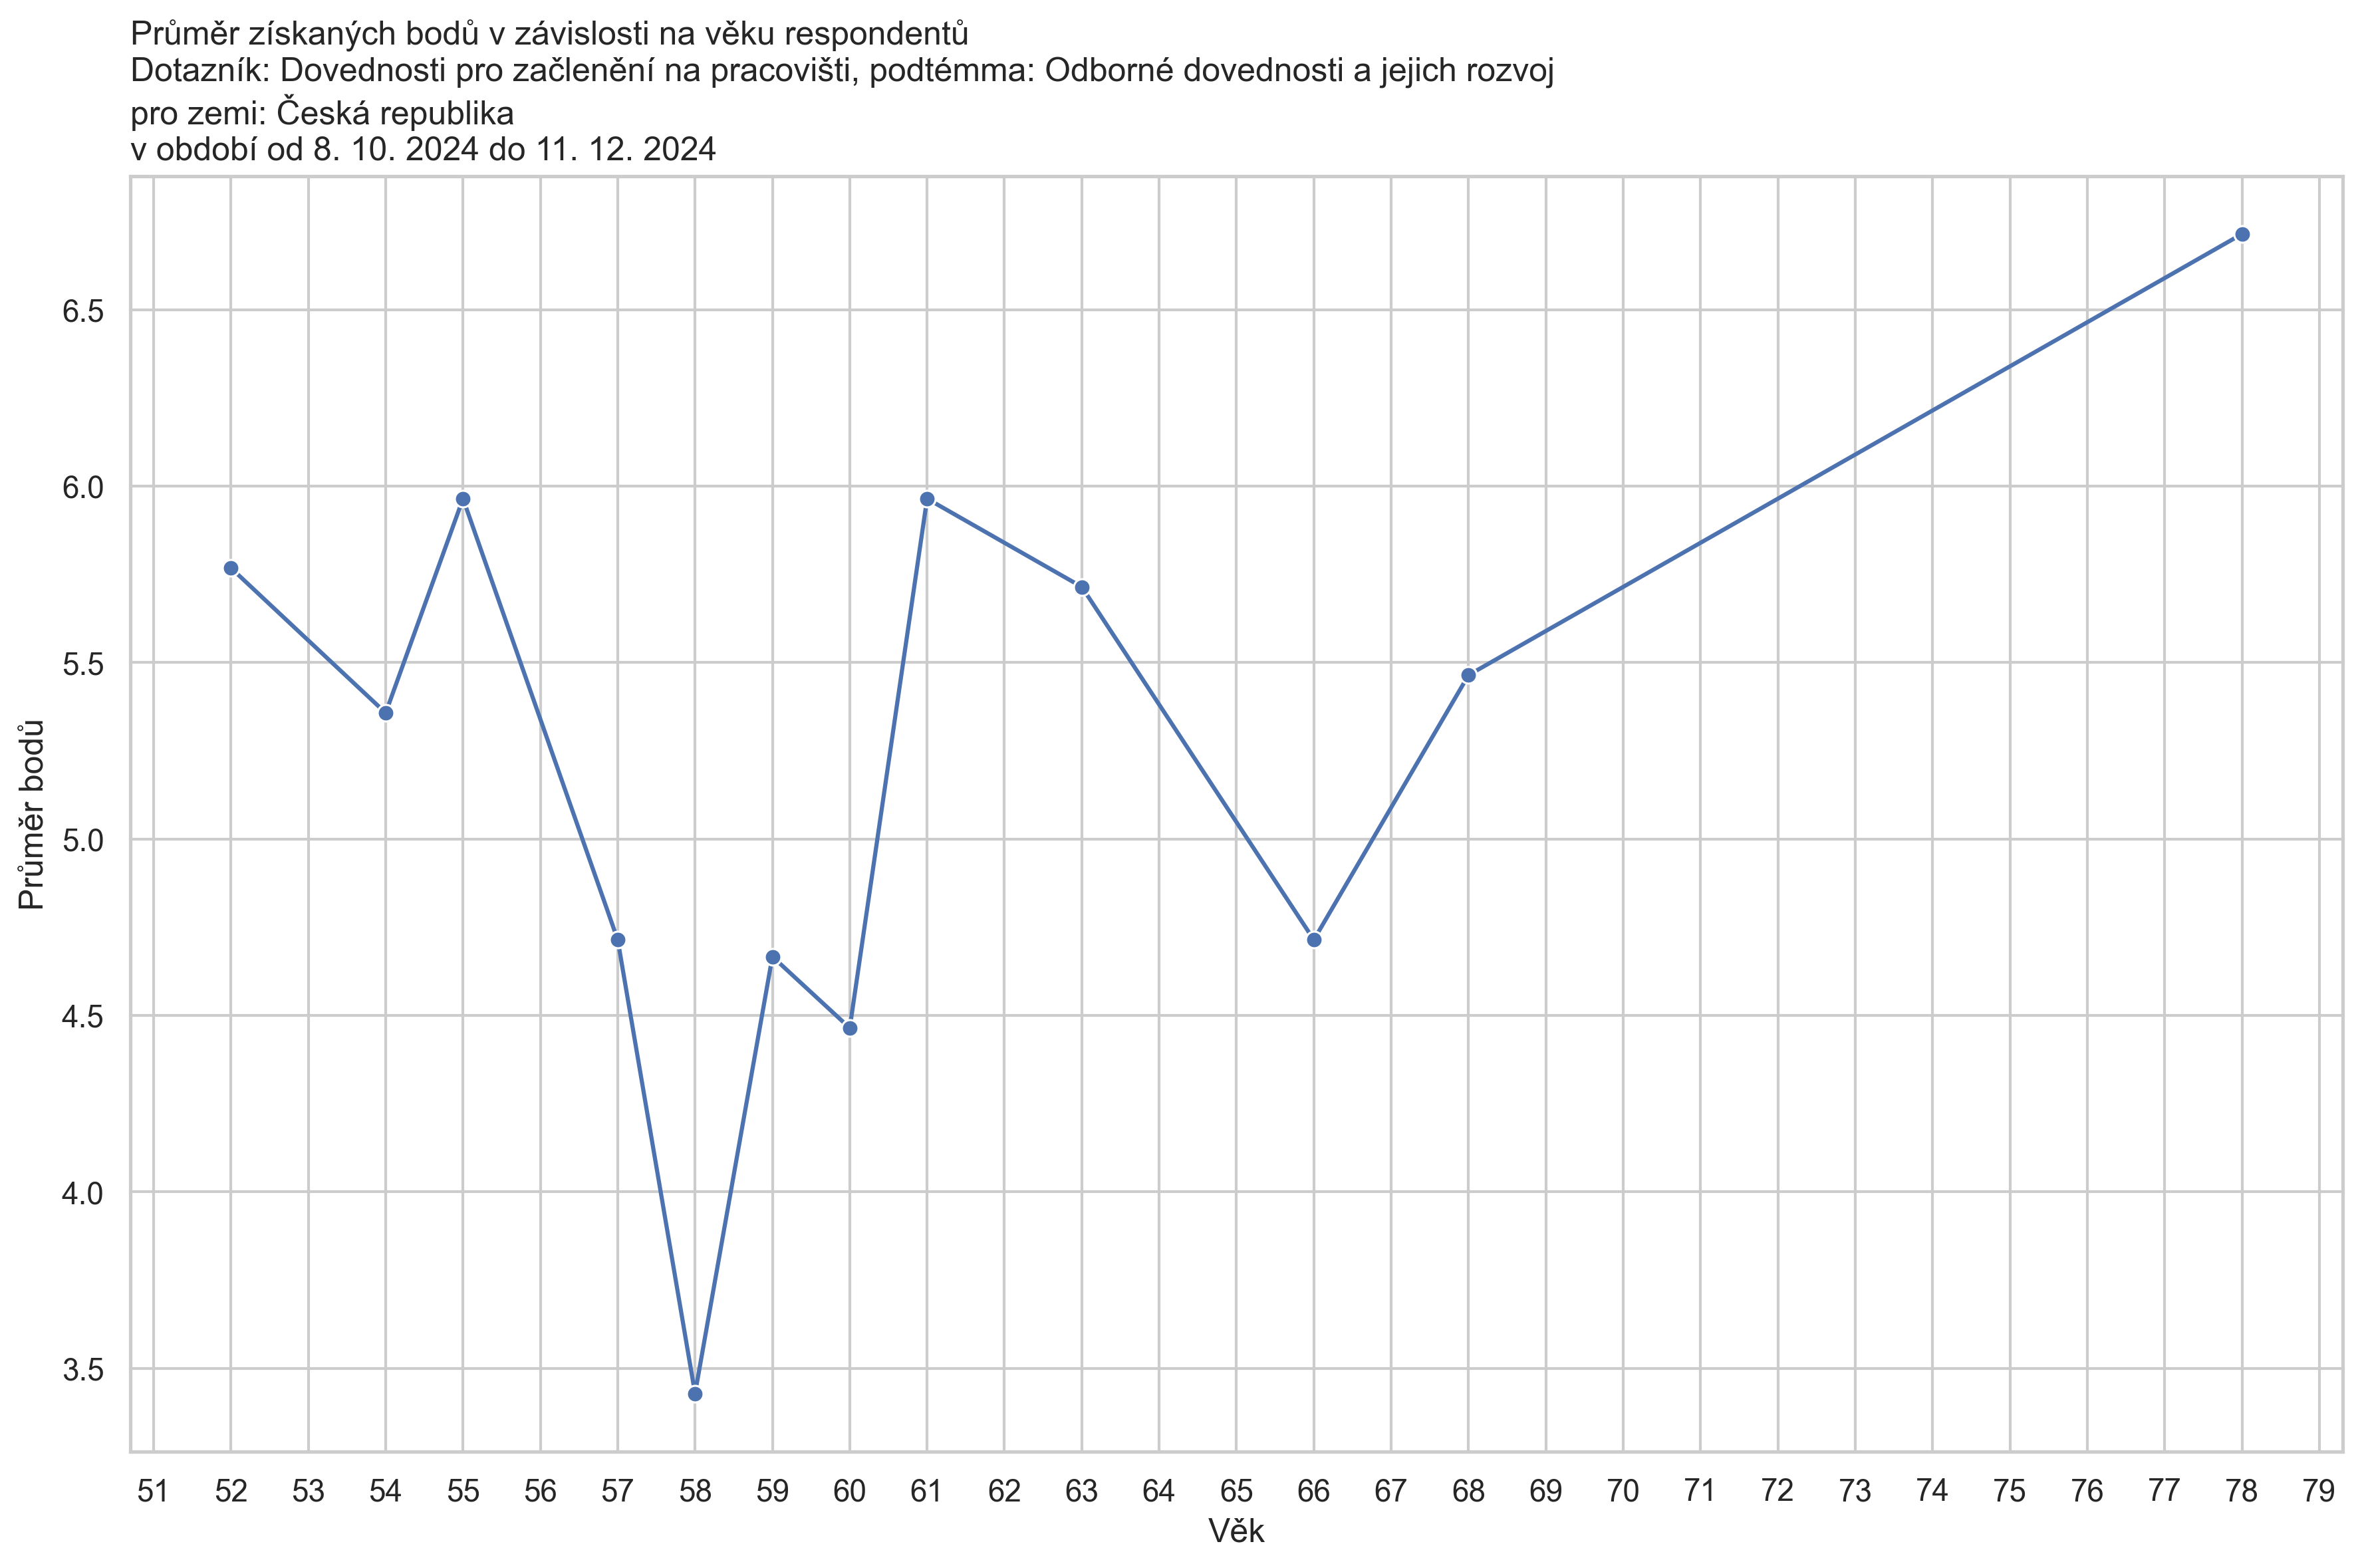 Průměr získaných bodů v závislosti na věku respondentů
Dotazník: Dovednosti pro začlenění na pracovišti, podtémma: Odborné dovednosti a jejich rozvoj
pro zemi: Česká republika
v období od 8. 10. 2024 do 11. 12. 2024
6.5
6.0
5.5
5.0
4.5
4.0
3.5
Průměr bodů
51 52 53 54 55 56 57 58 59 60 61 62 63 64 65 66 67 68 69 70 71 72 73 74 75 76 77 78 79
Věk